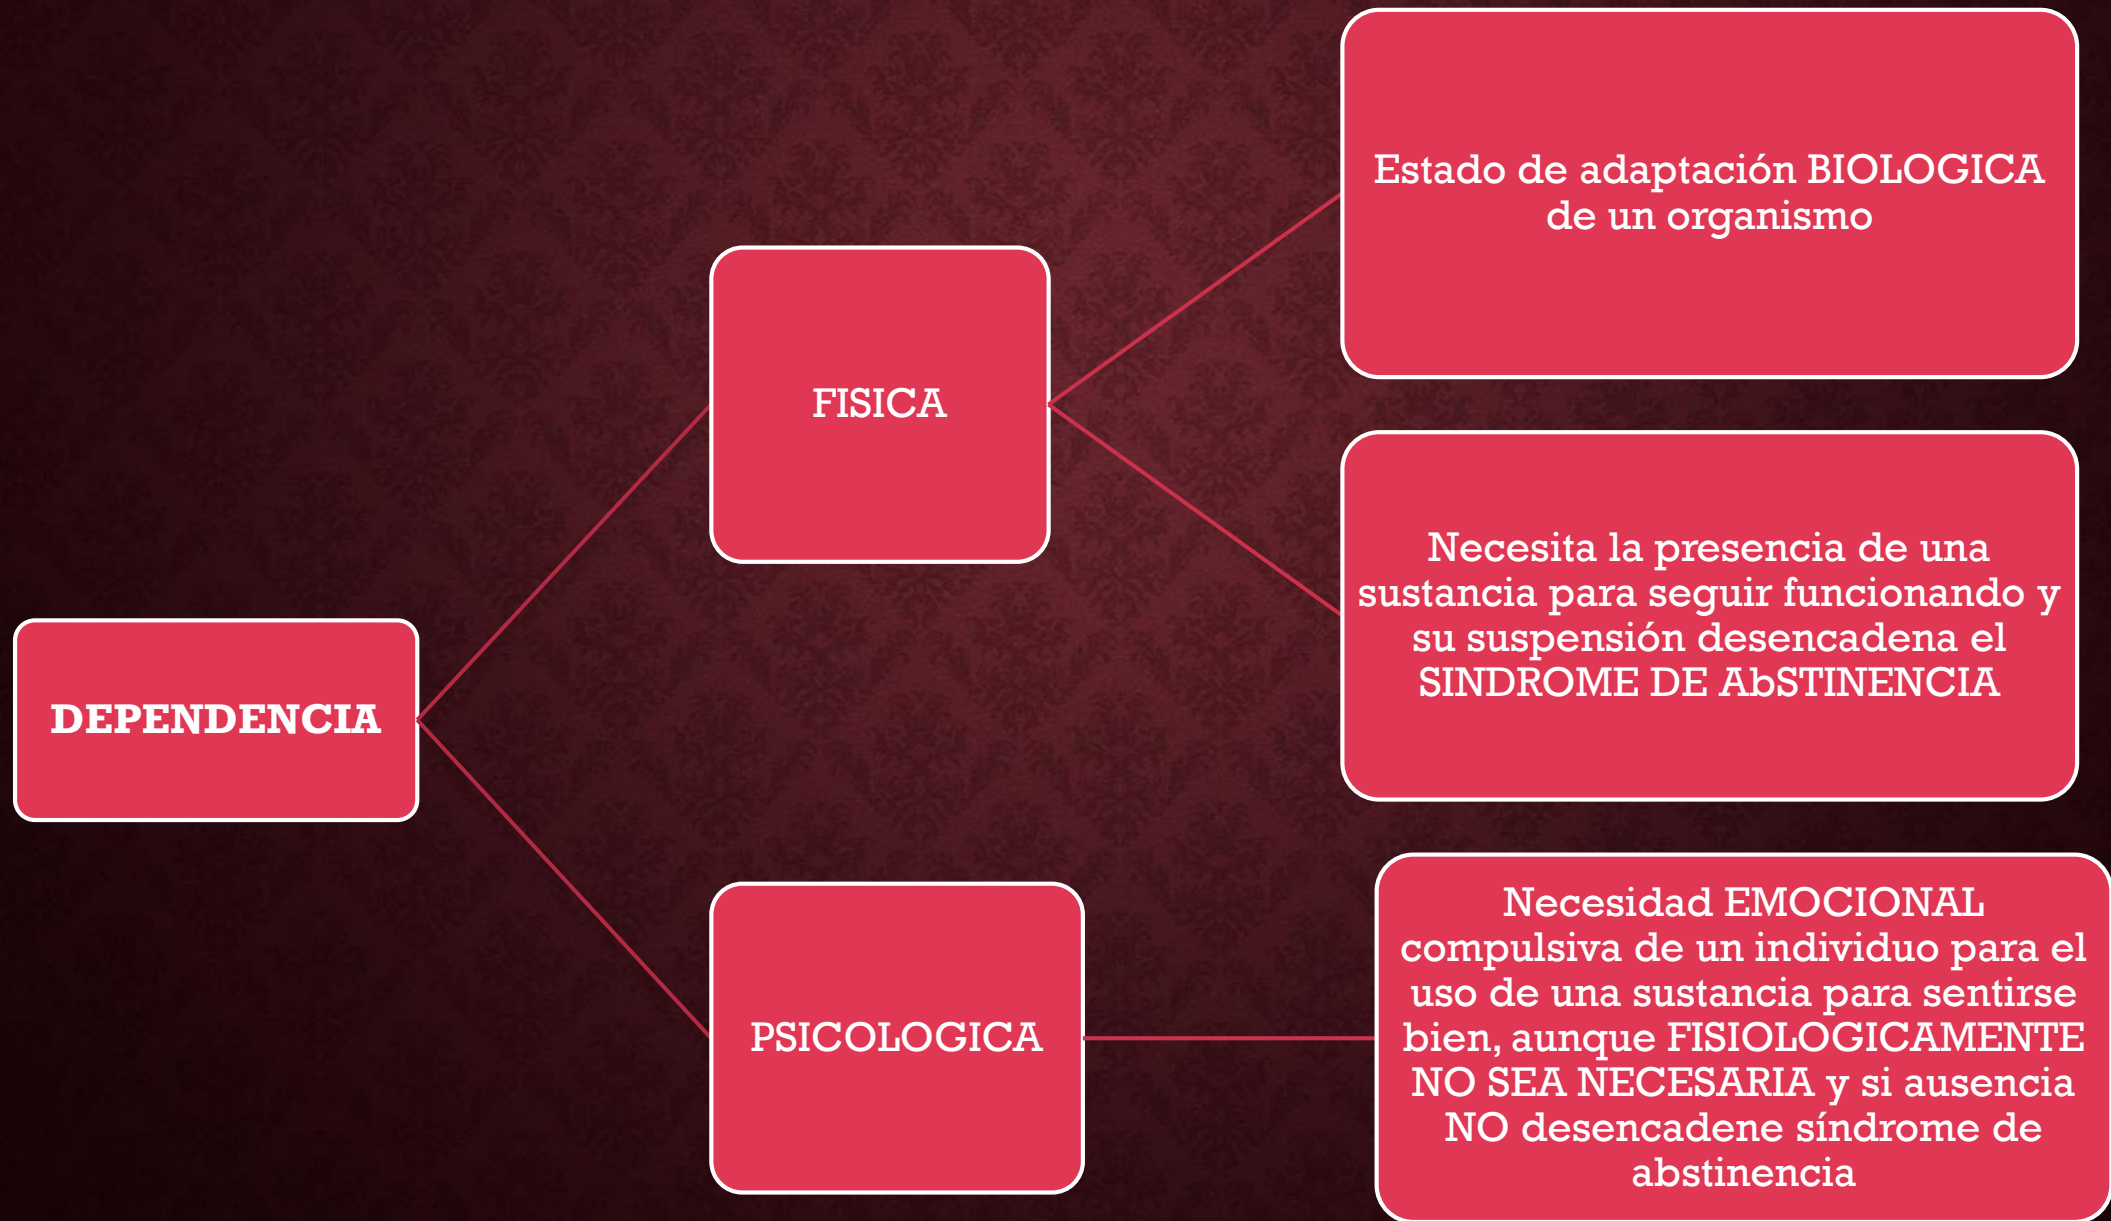 DEPENDENCIA
FISICA
Estado de adaptación BIOLOGICA
de un organismo
Necesita la presencia de una
sustancia para seguir funcionando y
su suspensión desencadena el
SINDROME DE AbSTINENCIA
PSICOLOGICA
Necesidad EMOCIONAL
compulsiva de un individuo para el
uso de una sustancia para sentirse
bien, aunque FISIOLOGICAMENTE
NO SEA NECESARIA y si ausencia
NO desencadene síndrome de
abstinencia